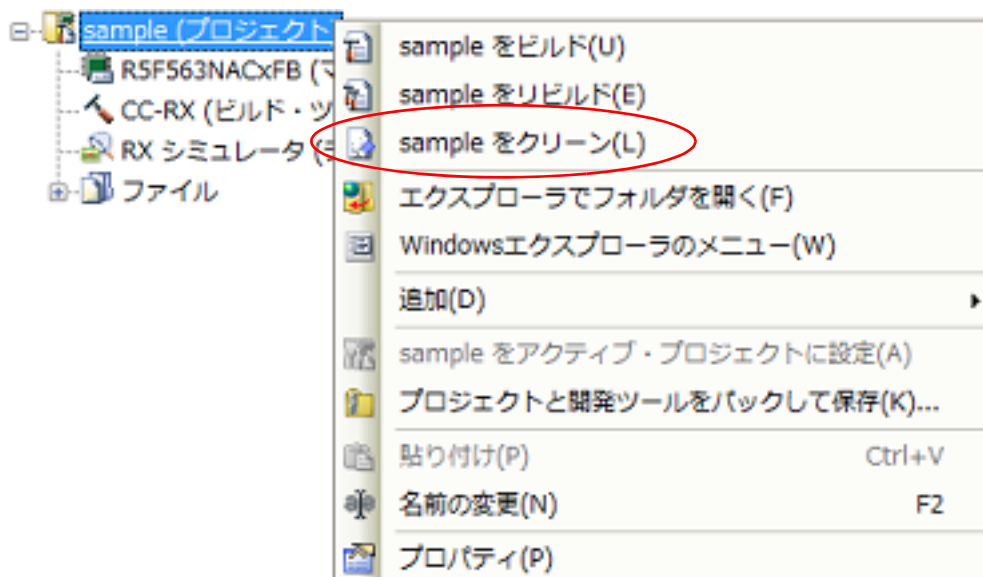 sample (プロジェクト
R5F563NACxFB (マ
CC-RX (ビルド・ツ
RX シミュレータ (デ
ファイル
sample をビルド(U)
sample をリビルド(E)
sample をクリーン(L)
エクスプローラでフォルダを開く(F)
Windowsエクスプローラのメニュー(W)
追加(D)
sample をアクティブ・プロジェクトに設定(A)
プロジェクトと開発ツールをパックして保存(K)...
貼り付け(P) Ctrl+V
名前の変更(N) F2
プロパティ(P)